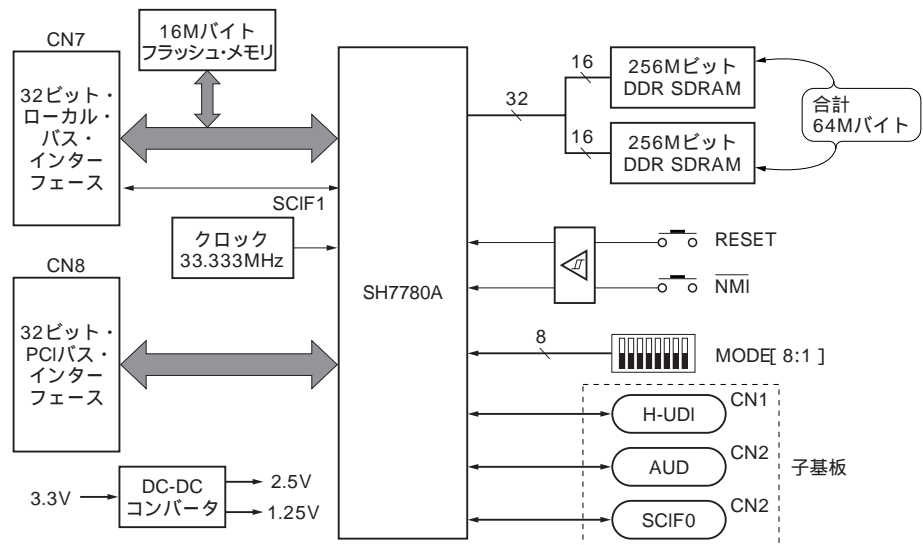 CN7
32ビット・
ローカル・
バス・
インター
フェース
16Mバイト
フラッシュ・メモリ
SCIF1
クロック
33.333MHz
CN8
32ビット・
PCIバス・
インター
フェース
3.3V
DC-DC
コンバータ
2.5V
1.25V
SH7780A
32
16
256Mビット
DDR SDRAM
16
256Mビット
DDR SDRAM
合計
64Mバイト
RESET
NMI
8
MODE[ 8:1 ]
H-UDI
CN1
AUD
CN2
SCIF0
CN2
子基板